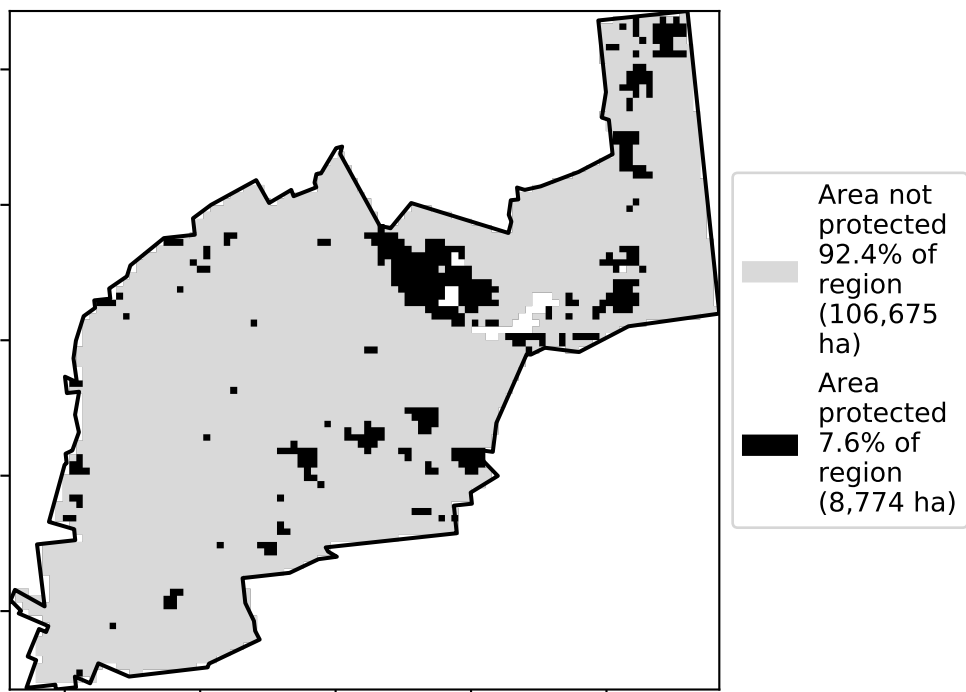 Area not
protected
92.4% of
region
(106,675
ha)
Area
protected
7.6% of
region
(8,774 ha)